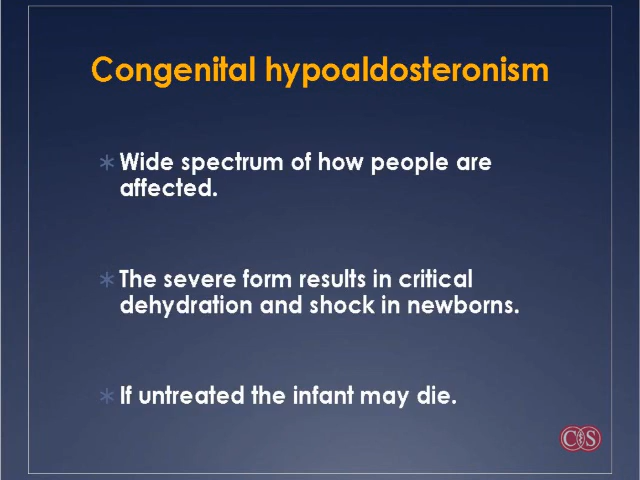 Congenital hypoaldosteronism
Wide spectrum of how people are
affected.
The severe form results in critical
dehydration and shock in newborns.
If untreated the infant may die.
CS